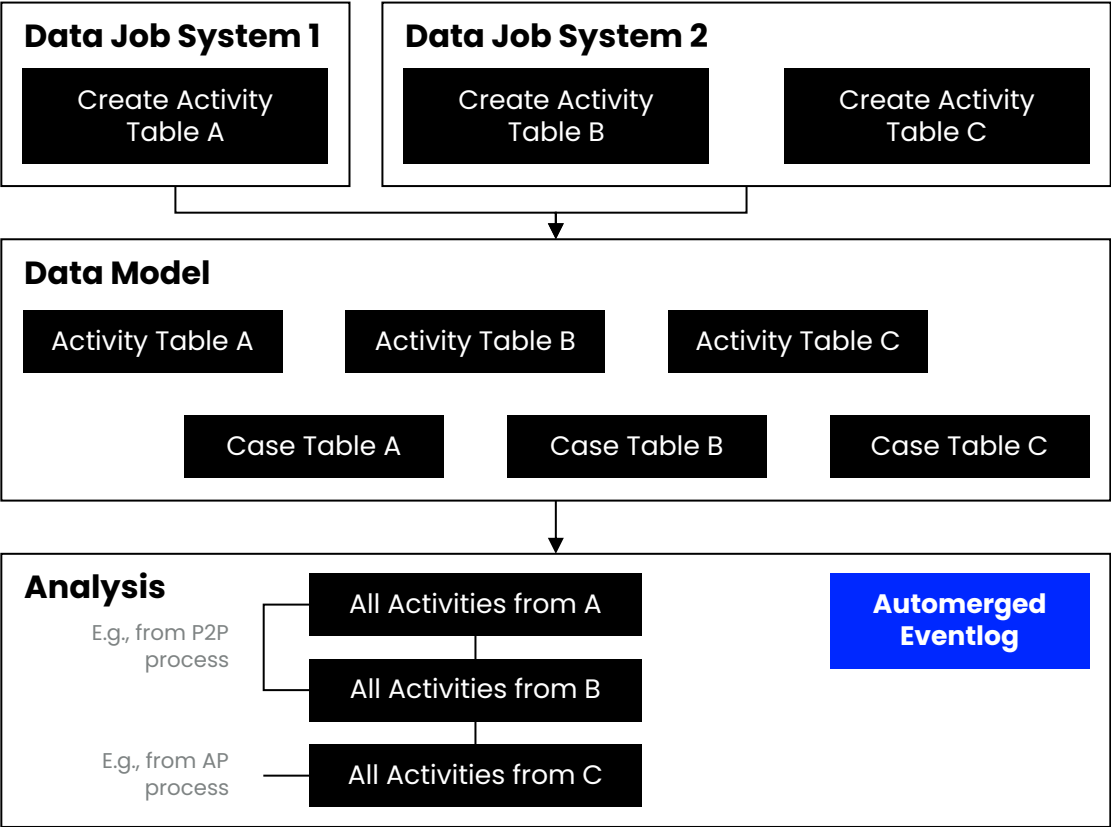 Data Job System 1
Create Activity
Table A
Data Job System 2
Create Activity
Table B
Create Activity
Table C
Data Model
Activity Table A
Activity Table B
Activity Table C
Case Table A
Case Table B
Case Table C
Analysis
E.g., from P2P
process
E.g., from AP
process
All Activities from A
All Activities from B
All Activities from C
Automerged
Eventlog